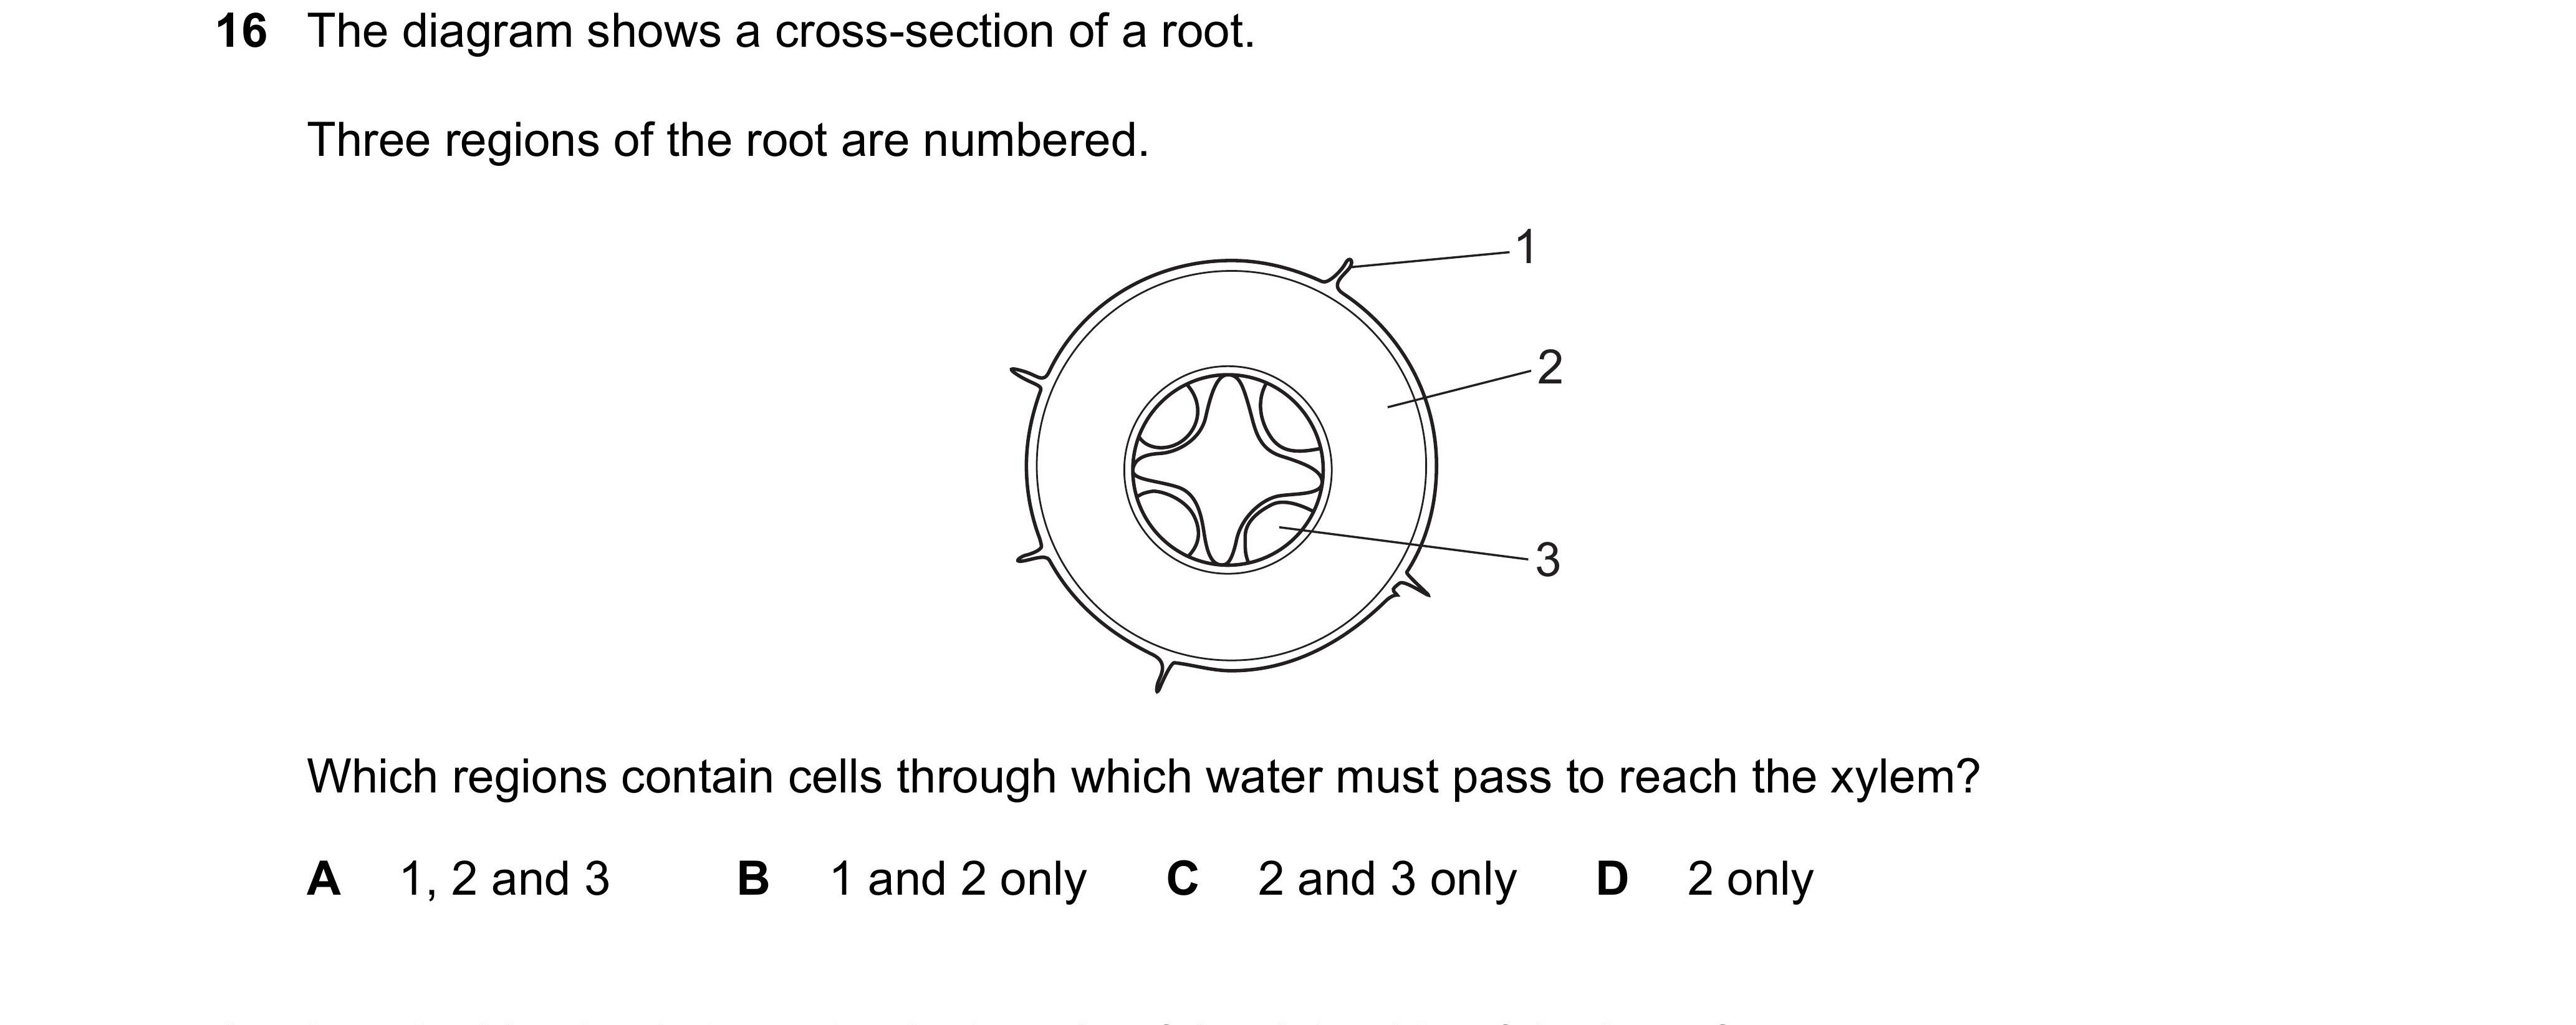 16 The diagram shows a cross-section of a root.
Three regions of the root are numbered.
1
2
3
Which regions contain cells through which water must pass to reach the xylem?
A 1, 2 and 3 B 1 and 2 only C 2 and 3 only D 2 only